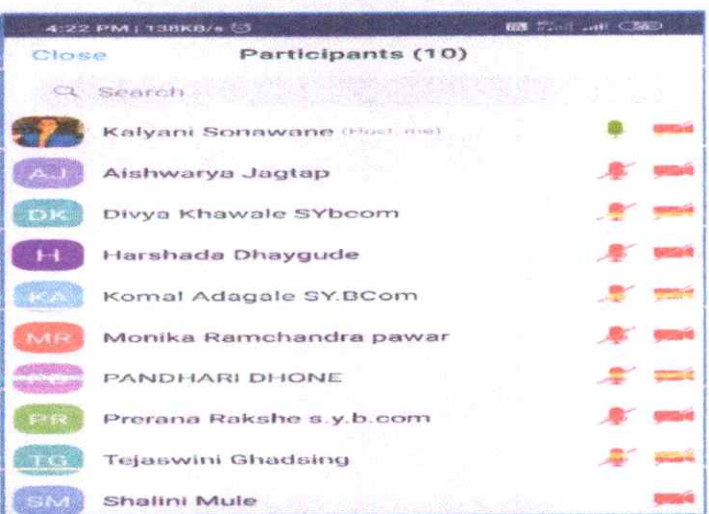 4:22 PM | 138KB/s
Close Participants (10)
Search
Kalyani Sonawane (Host, me)
AJ Aishwarya Jagtap
DK Divya Khawale SYbcom
H Harshada Dhaygude
KA Komal Adagale SY.BCom
MR Monika Ramchandra pawar
PANDHARI DHONE
PR Prerana Rakshe s.y.b.com
TG Tejaswini Ghadsing
SM Shalini Mule